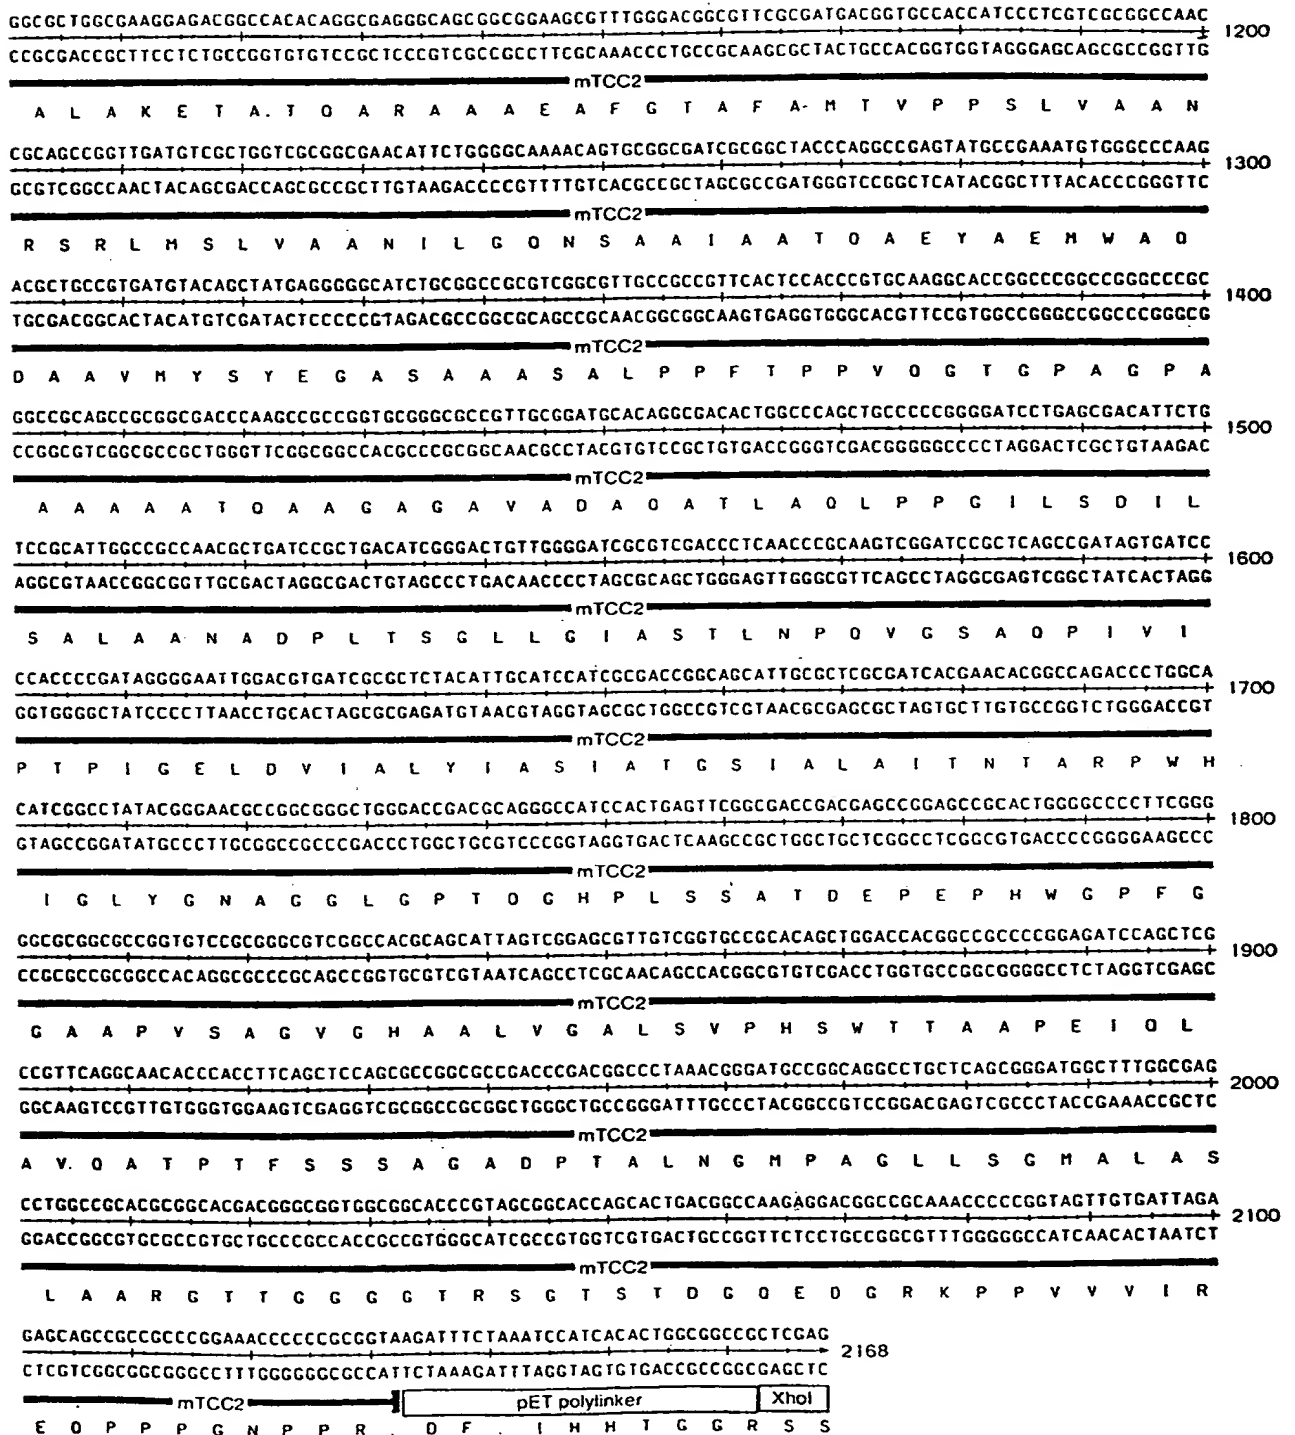 GGCGCTGGCGAAGGAGACGGCCACACAGGCGAGGGCAGCGGCGGAAGCGTTTGGGACGGCGTTCGCGATGACGGTGCCACCATCCCTCGTCGCGGCCAAC
1200
CCGCGACCGCTTCCTCTGCCGGTGTGTCCGCTCCCGTCGCCGCCTTCGCAAACCCTGCCGCAAGCGCTACTGCCACGGTGGTAGGGAGCAGCGCCGGTTG
mTCC2
A L A K E T A . T Q A R A A A E A F G T A F A - M T V P P S L V A A N
CGCAGCCGGTTGATGTCGCTGGTCGCGGCGAACATTCTGGGGCAAAACAGTGCGGCGATCGCGGCTACCCAGGCCGAGTATGCCGAAATGTGGGCCCAAG
1300
GCGTCGGCCAACTACAGCGACCAGCGCCGCTTGTAAGACCCCGTTTTGTCACGCCGCTAGCGCCGATGGGTCCGGCTCATACGGCTTTACACCCGGGTTC
mTCC2
R S R L M S L V A A N I L G Q N S A A I A A T Q A E Y A E M W A Q
ACGCTGCCGTGATGTACAGCTATGAGGGGGCATCTGCGGCCGCGTCGGCGTTGCCGCCGTTCACTCCACCCGTGCAAGGCACCGGCCCGGCCGGGCCCGC
1400
TGCGACGGCACTACATGTCGATACTCCCCCGTAGACGCCGGCGCAGCCGCAACGGCGGCAAGTGAGGTGGGCACGTTCCGTGGCCGGGCCGGCCCGGGCG
mTCC2
D A A V M Y S Y E G A S A A A S A L P P F T P P V Q G T G P A G P A
GGCCGCAGCCGCGGCGACCCAAGCCGCCGGTGCGGGCGCCGTTGCGGATGCACAGGCGACACTGGCCCAGCTGCCCCCGGGGATCCTGAGCGACATTCTG
1500
CCGGCGTCGGCGCCGCTGGGTTCGGCGGCCACGCCCGCGGCAACGCCTACGTGTCCGCTGTGACCGGGTCGACGGGGGCCCCTAGGACTCGCTGTAAGAC
mTCC2
A A A A A T Q A A G A G A V A D A Q A T L A Q L P P G I L S D I L
TCCGCATTGGCCGCCAACGCTGATCCGCTGACATCGGGACTGTTGGGGATCGCGTCGACCCTCAACCCGCAAGTCGGATCCGCTCAGCCGATAGTGATCC
1600
AGGCGTAACCGGCGGTTGCGACTAGGCGACTGTAGCCCTGACAACCCCTAGCGCAGCTGGGAGTTGGGCGTTCAGCCTAGGCGAGTCGGCTATCACTAGG
mTCC2
S A L A A N A D P L T S G L L G I A S T L N P Q V G S A Q P I V I
CCACCCCGATAGGGGAATTGGACGTGATCGCGCTCTACATTGCATCCATCGCGACCGGCAGCATTGCGCTCGCGATCACGAACACGGCCAGACCCTGGCA
1700
GGTGGGGCTATCCCCTTAACCTGCACTAGCGCGAGATGTAACGTAGGTAGCGCTGGCCGTCGTAACGCGAGCGCTAGTGCTTGTGCCGGTCTGGGACCGT
mTCC2
P T P I G E L D V I A L Y I A S I A T G S I A L A I T N T A R P W H
CATCGGCCTATACGGGAACGCCGGCGGGCTGGGACCGACGCAGGGCCATCCACTGAGTTCGGCGACCGACGAGCCGGAGCCGCACTGGGGCCCCTTCGGG
1800
GTAGCCGGATATGCCCTTGCGGCCGCCCGACCCTGGCTGCGTCCCGGTAGGTGACTCAAGCCGCTGGCTGCTCGGCCTCGGCGTGACCCCGGGGAAGCCC
mTCC2
I G L Y G N A G G L G P T Q G H P L S S A T D E P E P H W G P F G
GGCGCGGCGCCGGTGTCCGCGGGCGTCGGCCACGCAGCATTAGTCGGAGCGTTGTCGGTGCCGCACAGCTGGACCACGGCCGCCCCGGAGATCCAGCTCG
1900
CCGCGCCGCGGCCACAGGCGCCCGCAGCCGGTGCGTCGTAATCAGCCTCGCAACAGCCACGGCGTGTCGACCTGGTGCCGGCGGGGCCTCTAGGTCGAGC
mTCC2
G A A P V S A G V G H A A L V G A L S V P H S W T T A A P E I Q L
CCGTTCAGGCAACACCCACCTTCAGCTCCAGCGCCGGCGCCGACCCGACGGCCCTAAACGGGATGCCGGCAGGCCTGCTCAGCGGGATGGCTTTGGCGAG
2000
GGCAAGTCCGTTGTGGGTGGAAGTCGAGGTCGCGGCCGCGGCTGGGCTGCCGGGATTTGCCCTACGGCCGTCCGGACGAGTCGCCCTACCGAAACCGCTC
mTCC2
A V . Q A T P T F S S S A G A D P T A L N G M P A G L L S G M A L A S
CCTGGCCGCACGCGGCACGACGGGCGGTGGCGGCACCCGTAGCGGCACCAGCACTGACGGCCAAGAGGACGGCCGCAAACCCCCGGTAGTTGTGATTAGA
2100
GGACCGGCGTGCGCCGTGCTGCCCGCCACCGCCGTGGGCATCGCCGTGGTCGTGACTGCCGGTTCTCCTGCCGGCGTTTGGGGGCCATCAACACTAATCT
mTCC2
L A A R G T T G G G G T R S G T S T D G Q E D G R K P P V V V I R
GAGCAGCCGCCGCCCGGAAACCCCCCGCGGTAAGATTTCTAAATCCATCACACTGGCGGCCGCTCGAG
2168
CTCGTCGGCGGCGGGCCTTTGGGGGGCGCCATTCTAAAGATTTAGGTAGTGTGACCGCCGGCGAGCTC
mTCC2 pET polylinker XhoI
E Q P P P G N P P R . D F . I H H T G G R S S